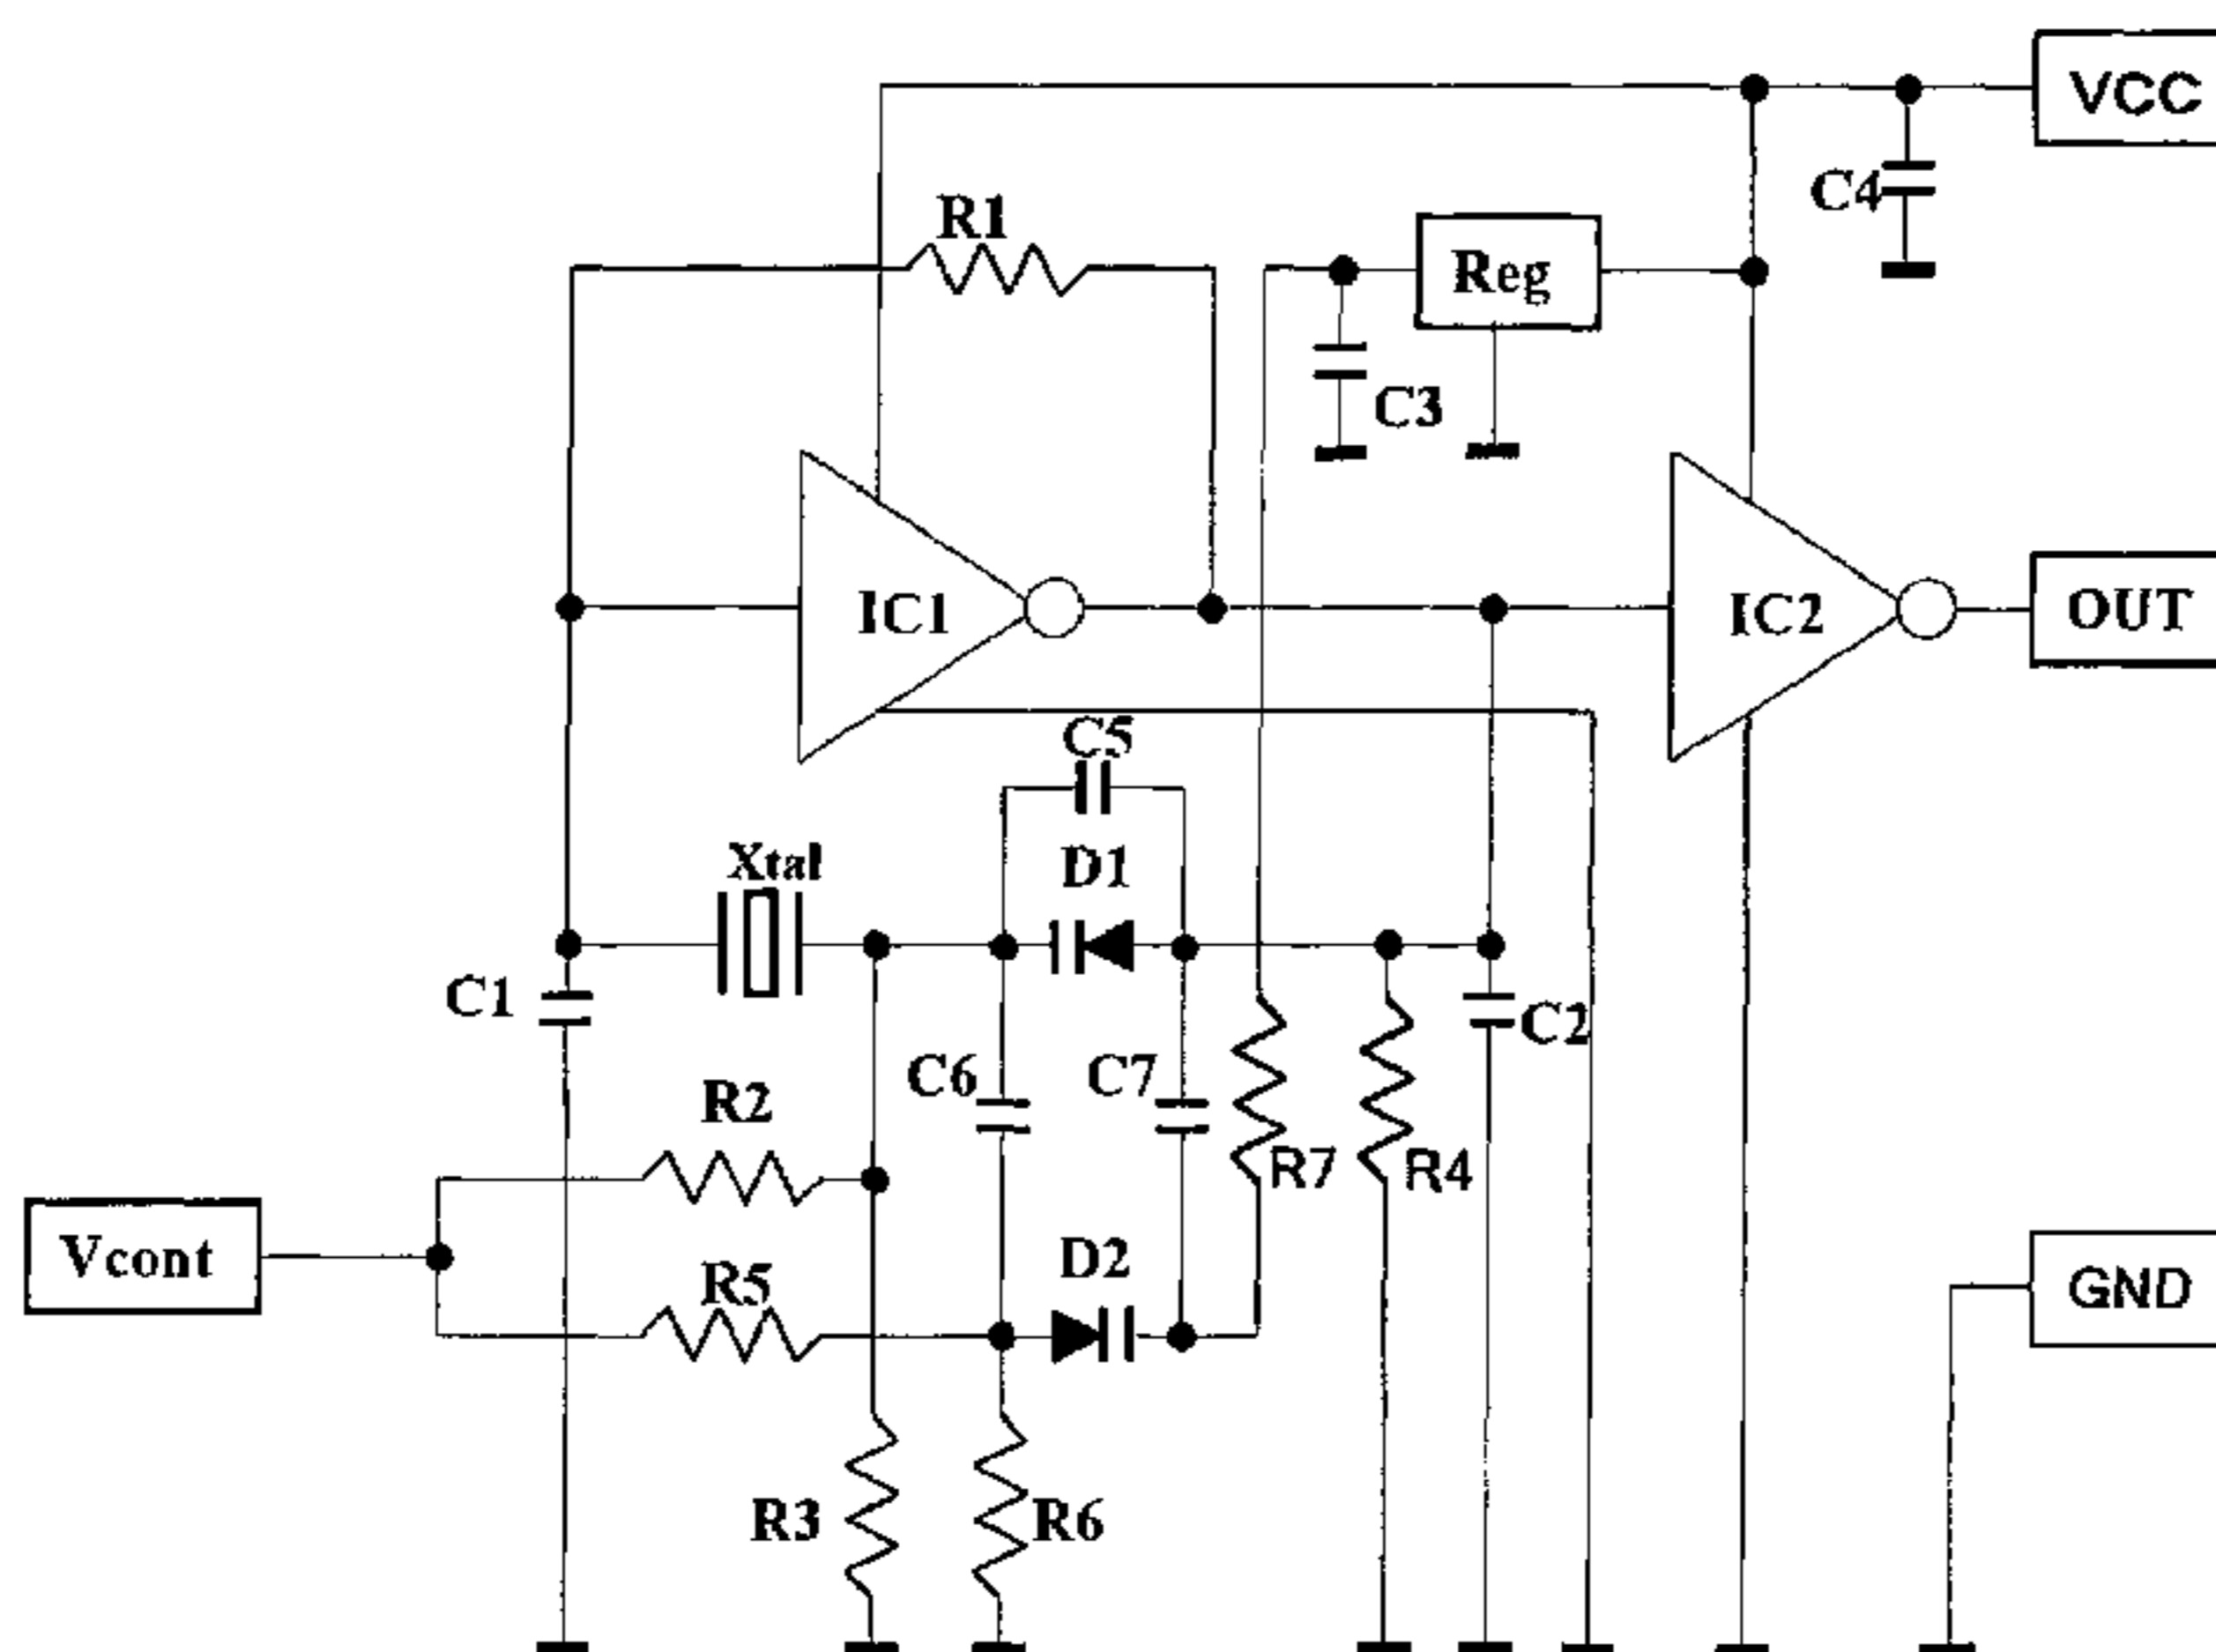 VCC
C4
R1
Reg
C3
IC1
IC2
OUT
C5
Xtal
D1
C1
C2
C6
C7
R2
R7
R4
Vcont
R5
D2
GND
R3
R6